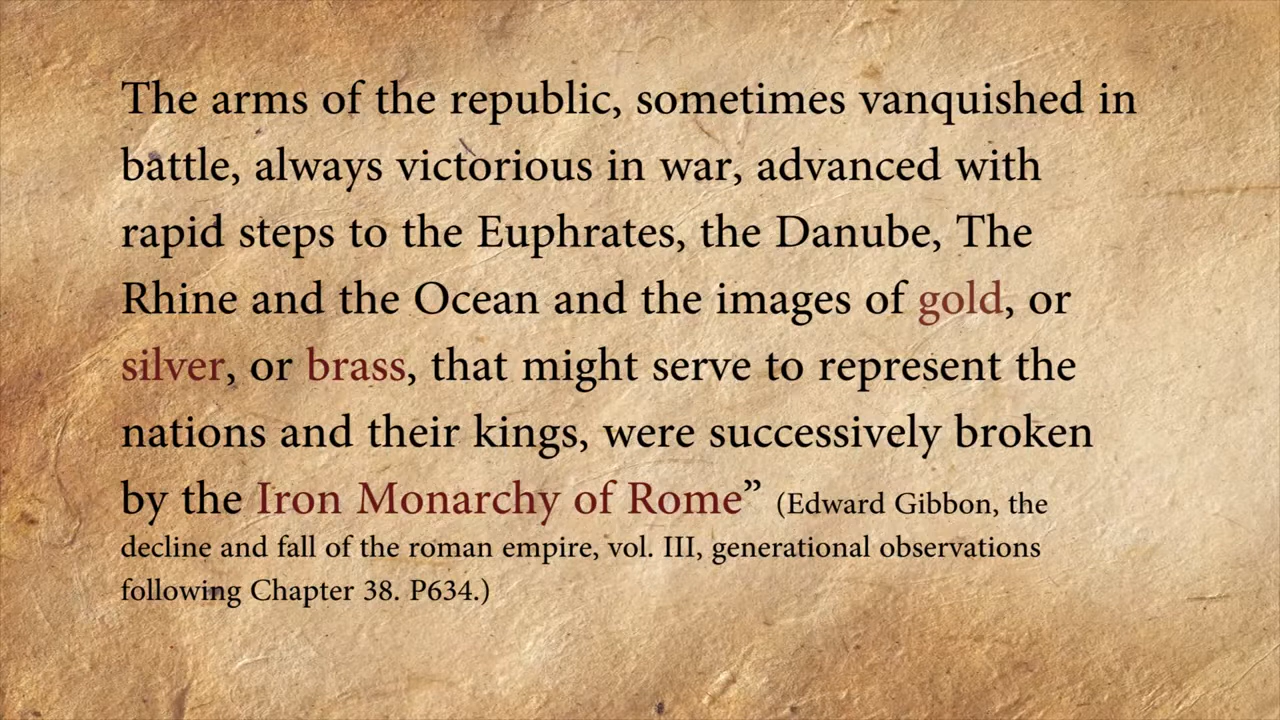 The arms of the republic, sometimes vanquished in
battle, always victorious in war, advanced with
rapid steps to the Euphrates, the Danube, The
Rhine and the Ocean and the images of gold, or
silver, or brass, that might serve to represent the
nations and their kings, were successively broken
by the Iron Monarchy of Rome” (Edward Gibbon, the
decline and fall of the roman empire, vol. III, generational observations
following Chapter 38. P634.)